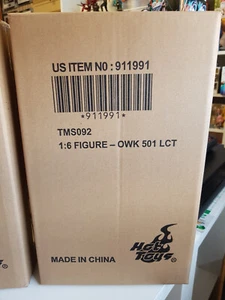 US ITEM NO : 911991
*911991*
TMS092
1:6 FIGURE – OWK 501 LCT
Hot Toys
MADE IN CHINA